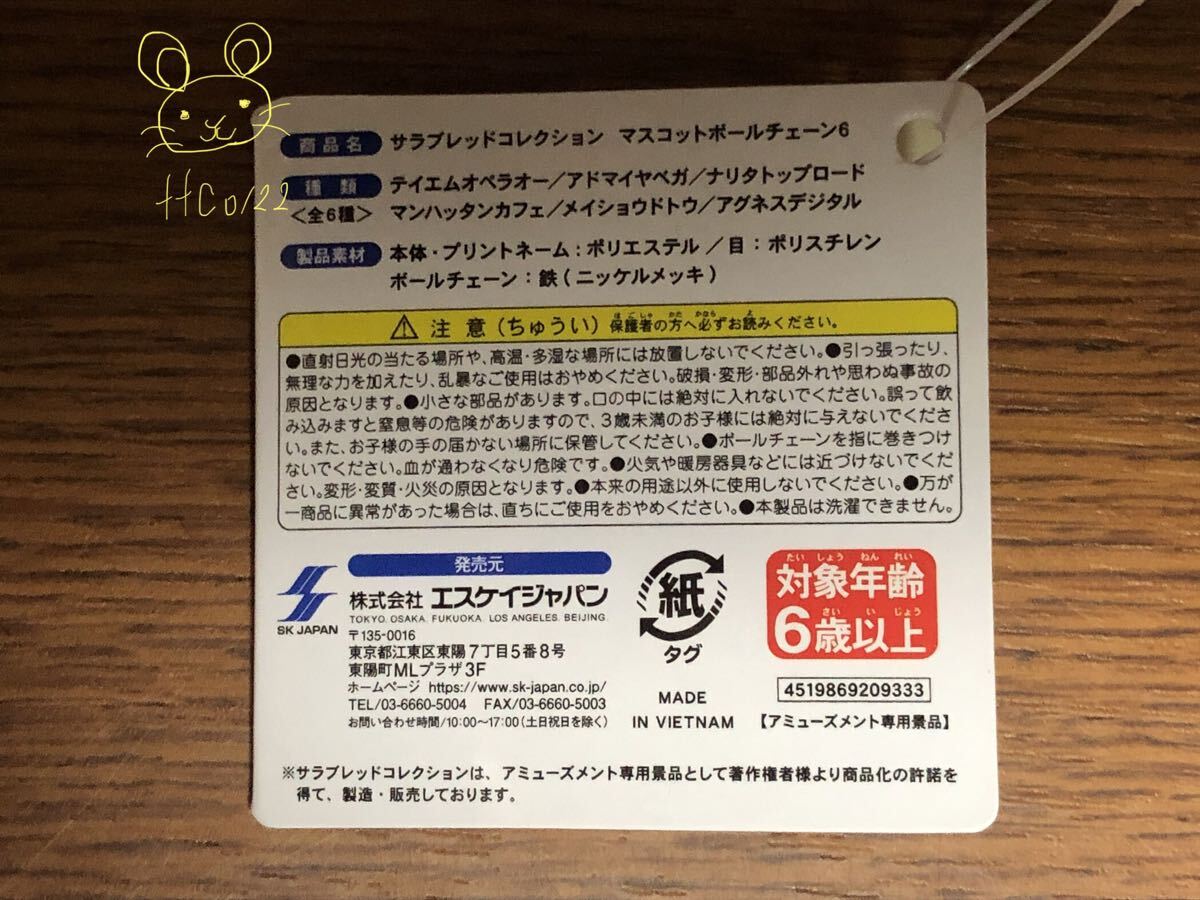 HCo122
商品名 サラブレッドコレクション マスコットボールチェーン6
種類 テイエムオペラオー/アドマイヤベガ/ナリタトップロード
<全6種> マンハッタンカフェ/メイショウドトウ/アグネスデジタル
製品素材 本体・プリントネーム:ポリエステル/目:ポリスチレン
ボールチェーン:鉄(ニッケルメッキ)
⚠ 注意(ちゅうい) 保護者の方へ必ずお読みください。
ほごしゃ かた かなら よ
●直射日光の当たる場所や、高温・多湿な場所には放置しないでください。●引っ張ったり、
無理な力を加えたり、乱暴なご使用はおやめください。破損・変形・部品外れや思わぬ事故の
原因となります。●小さな部品があります。口の中には絶対に入れないでください。誤って飲
み込みますと窒息等の危険がありますので、3歳未満のお子様には絶対に与えないでくださ
い。また、お子様の手の届かない場所に保管してください。●ボールチェーンを指に巻きつけ
ないでください。血が通わなくなり危険です。●火気や暖房器具などには近づけないでくだ
さい。変形・変質・火災の原因となります。●本来の用途以外に使用しないでください。●万が
一商品に異常があった場合は、直ちにご使用をおやめください。●本製品は洗濯できません。
発売元
SK JAPAN
株式会社 エスケイジャパン
TOKYO. OSAKA. FUKUOKA. LOS ANGELES. BEIJING.
〒135-0016
東京都江東区東陽7丁目5番8号
東陽町MLプラザ3F
ホームページ https://www.sk-japan.co.jp/
TEL/03-6660-5004 FAX/03-6660-5003
お問い合わせ時間/10:00〜17:00(土日祝日を除く)
紙
タグ
MADE
IN VIETNAM
たいしょうねんれい
対象年齢
さいいじょう
6歳以上
4519869209333
【アミューズメント専用景品】
※サラブレッドコレクションは、アミューズメント専用景品として著作権者様より商品化の許諾を
得て、製造・販売しております。